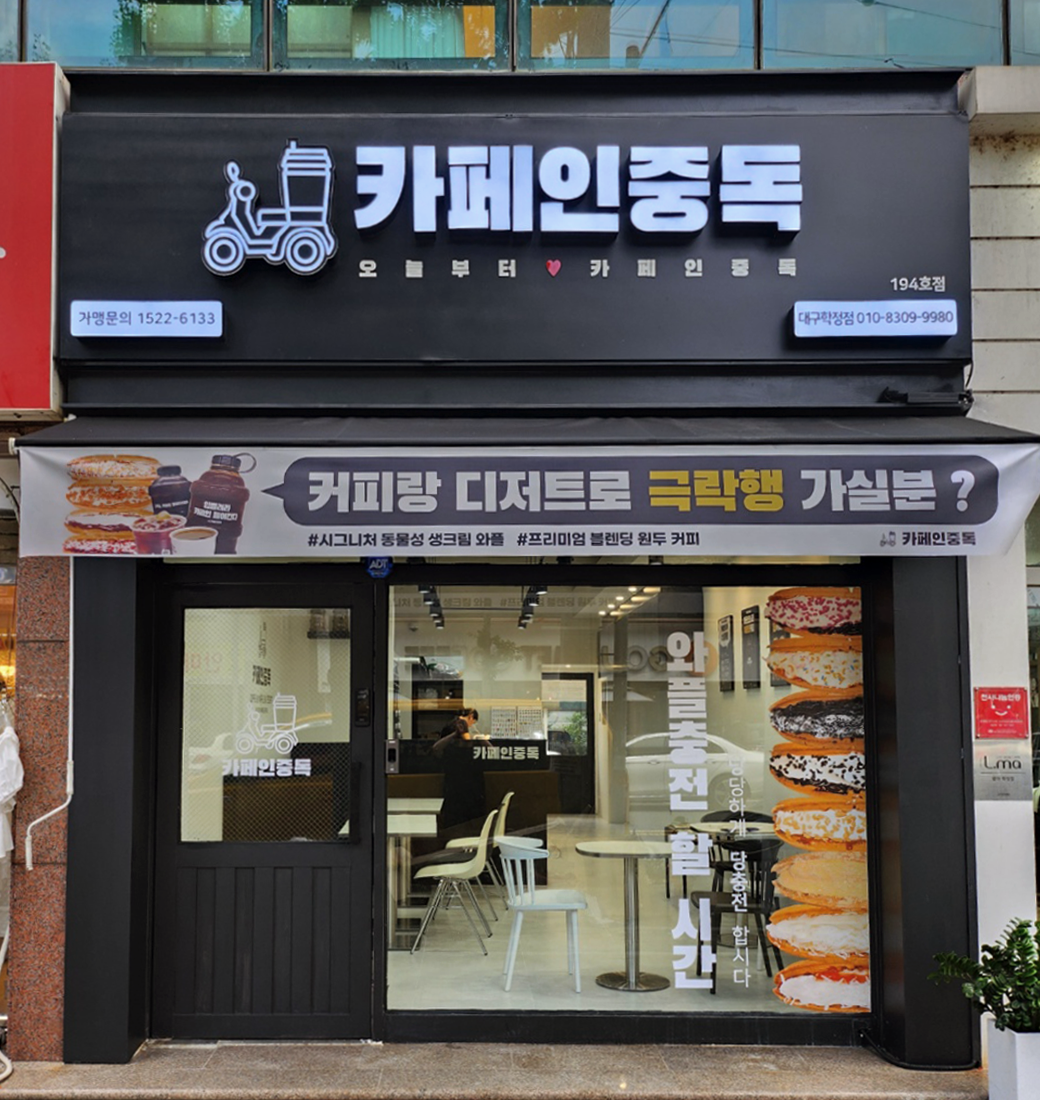 카페인중독
오늘부터 카페인중독
194호점
가맹문의 1522-6133
대구학정점 010-8309-9980
커피랑 디저트로 극락행 가실분 ?
#시그니처 동물성 생크림 와플 #프리미엄 블렌딩 원두 커피
카페인중독
ADT
카페인중독
카페인중독
와플충전 할 시간
당당하게 당충전 합시다
Lma